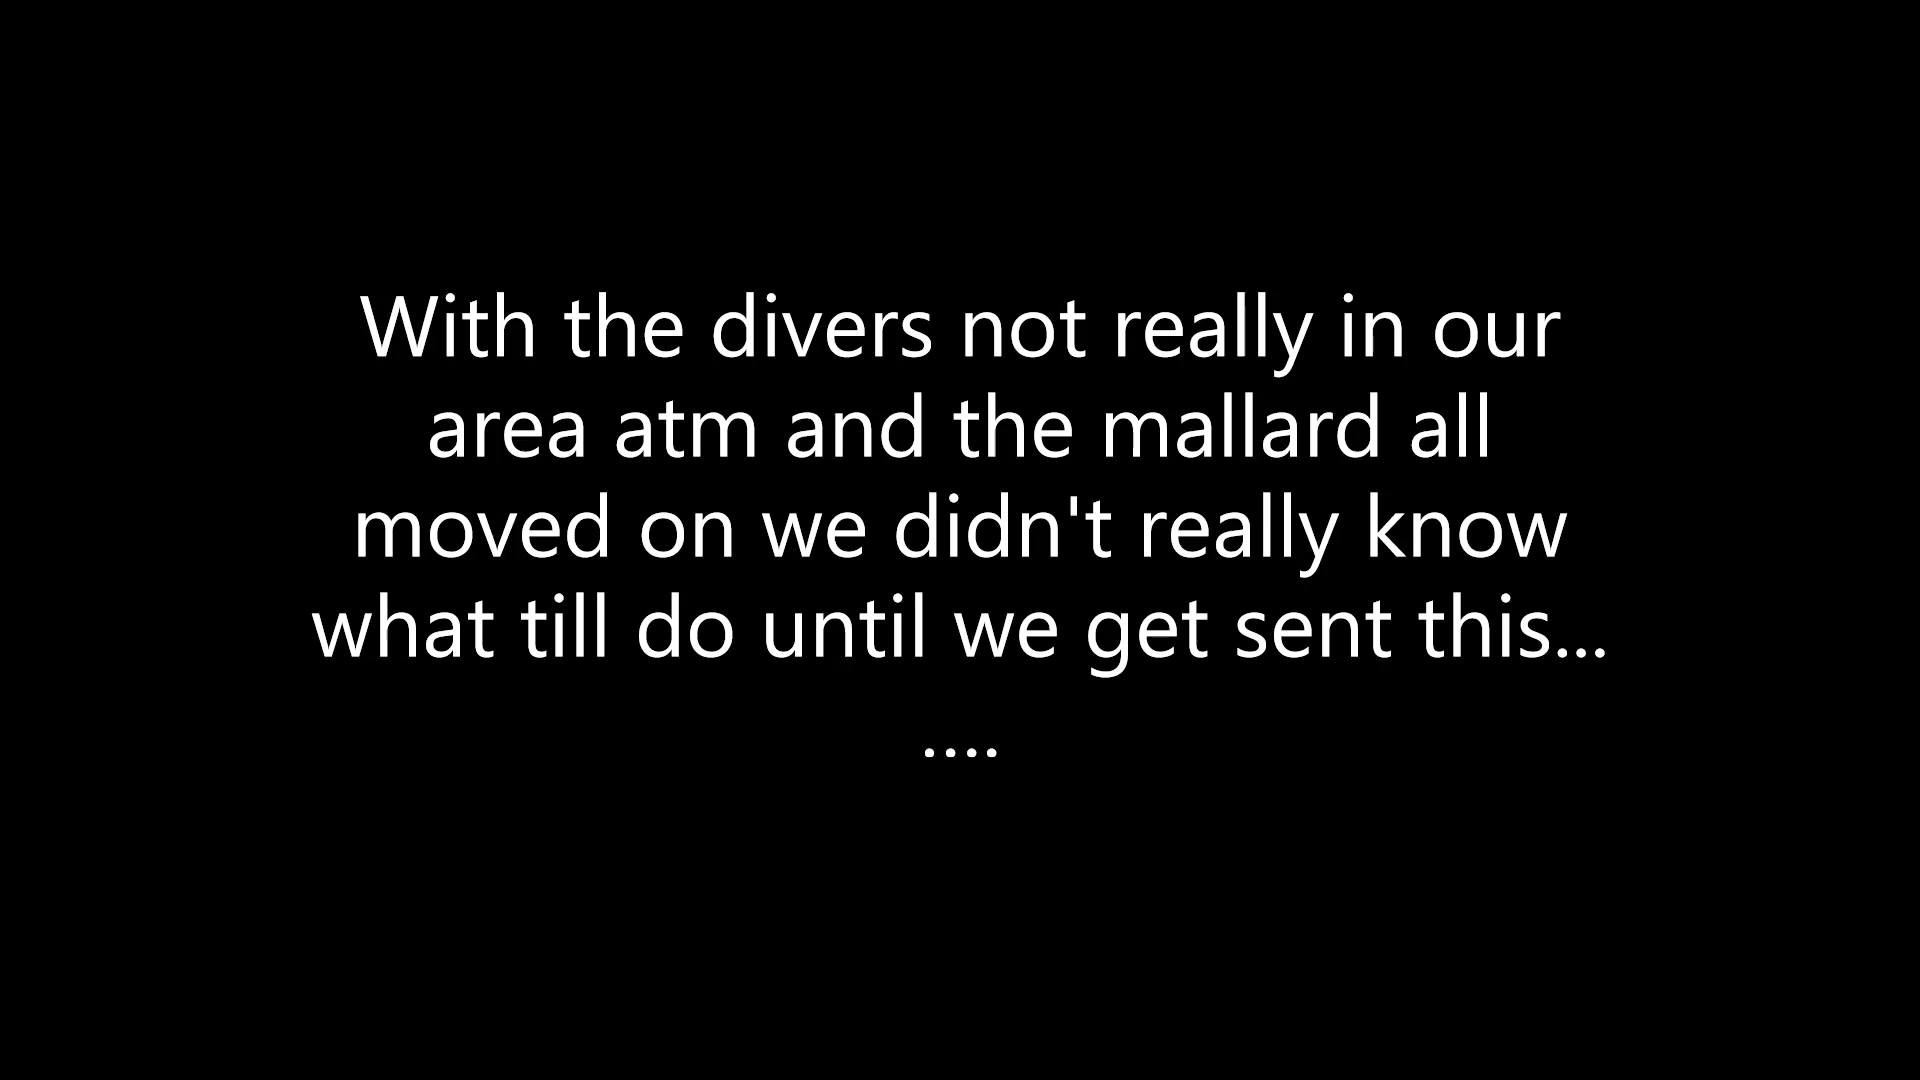 With the divers not really in our
area atm and the mallard all
moved on we didn't really know
what till do until we get sent this...
....